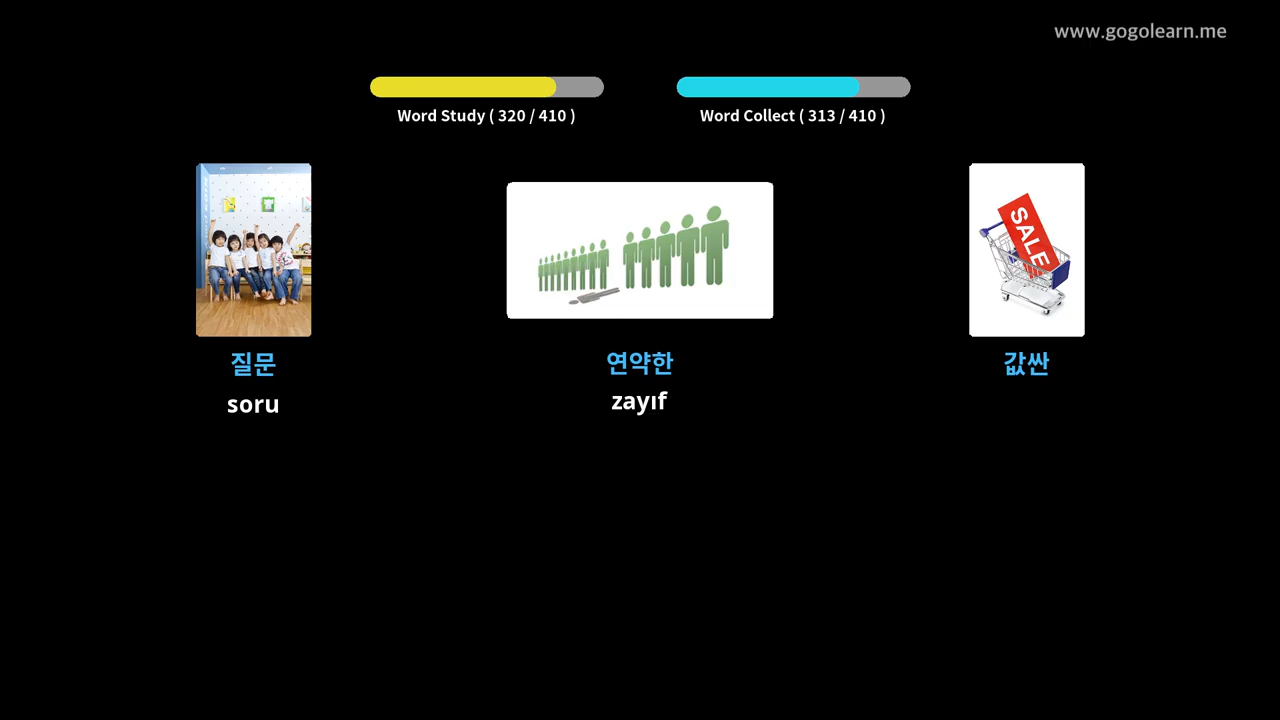 www.gogolearn.me
Word Study ( 320 / 410 )
Word Collect ( 313 / 410 )
SALE
질문
연약한
값싼
soru
zayıf